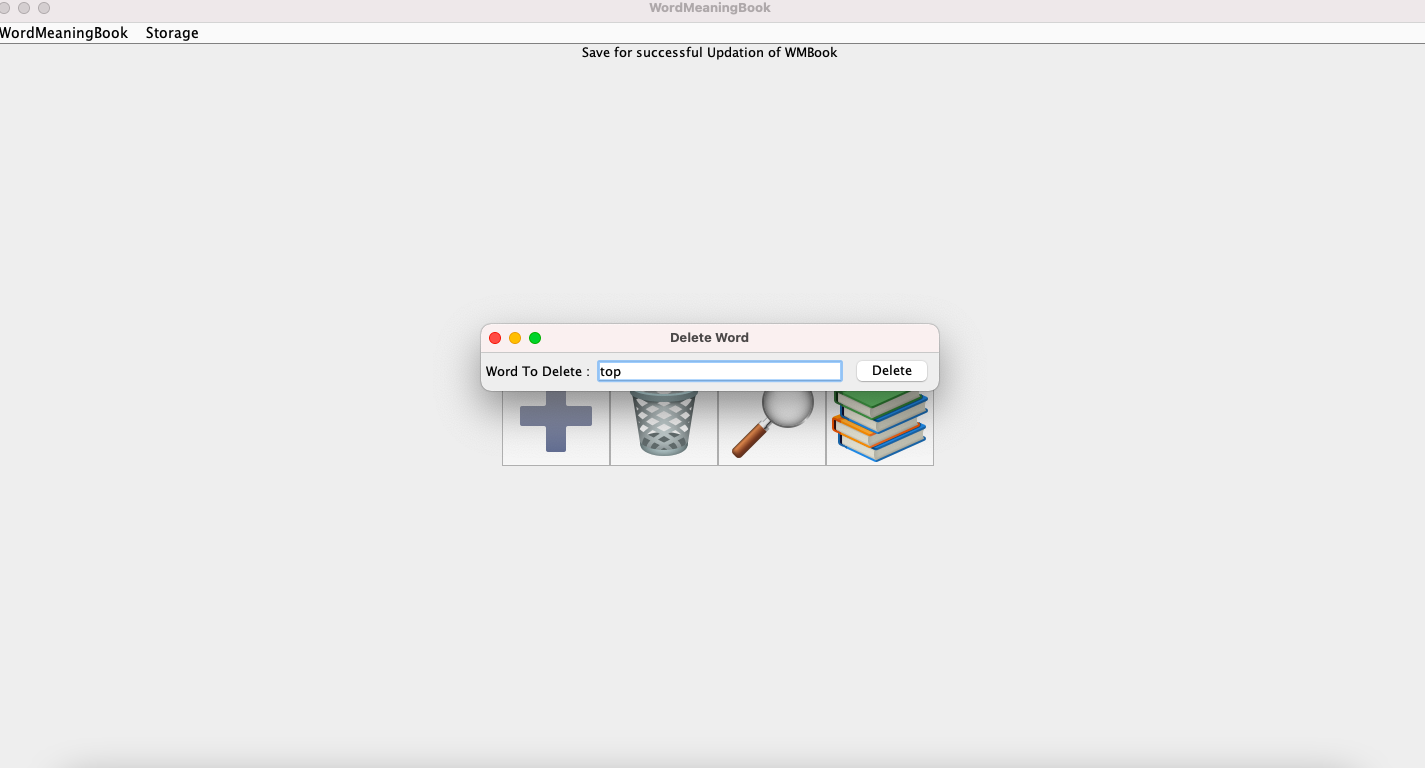 WordMeaningBook
WordMeaningBook Storage
Save for successful Updation of WMBook
Delete Word
Word To Delete : top Delete